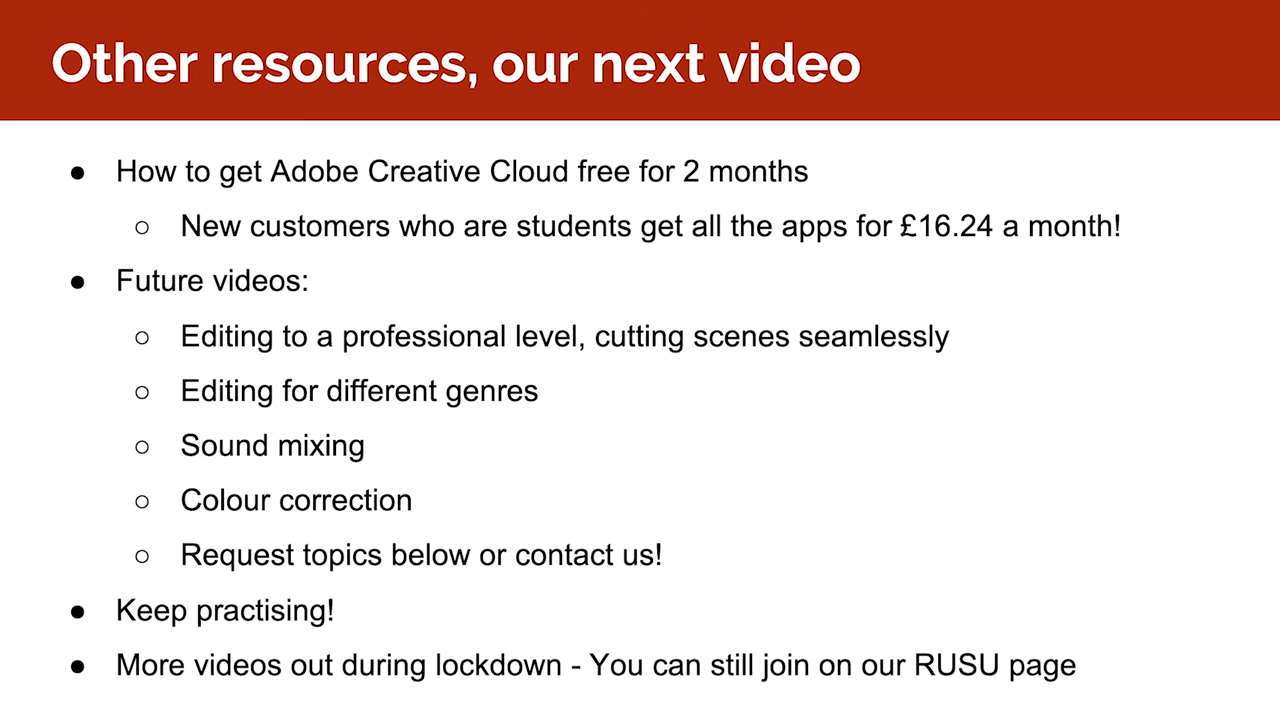 Other resources, our next video
● How to get Adobe Creative Cloud free for 2 months
○ New customers who are students get all the apps for £16.24 a month!
● Future videos:
○ Editing to a professional level, cutting scenes seamlessly
○ Editing for different genres
○ Sound mixing
○ Colour correction
○ Request topics below or contact us!
● Keep practising!
● More videos out during lockdown - You can still join on our RUSU page